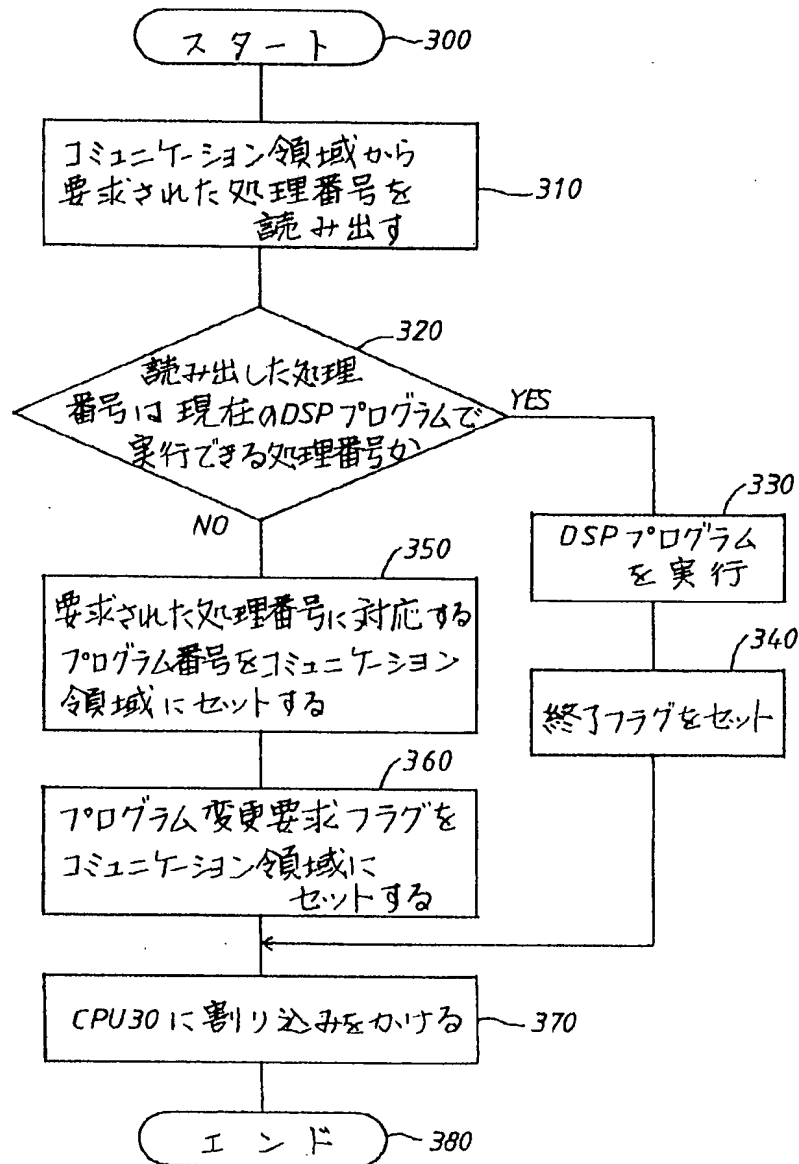 スタート
300
コミュニケーション領域から
要求された処理番号を
読み出す
310
320
読み出した処理
番号は現在のDSPプログラムで
実行できる処理番号か
YES
NO
330
DSPプログラム
を実行
340
終了フラグをセット
350
要求された処理番号に対応する
プログラム番号をコミュニケーション
領域にセットする
360
プログラム変更要求フラグを
コミュニケーション領域に
セットする
CPU30に割り込みをかける
370
エンド
380